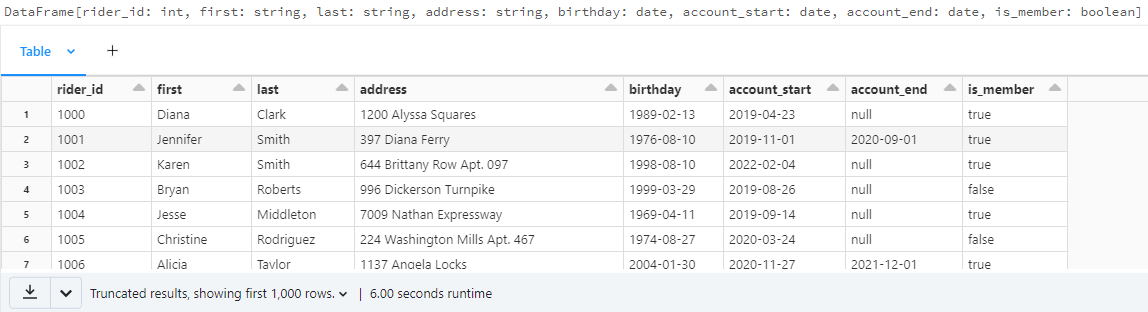 DataFrame[rider_id: int, first: string, last: string, address: string, birthday: date, account_start: date, account_end: date, is_member: boolean]
Table +
rider_id first last address birthday account_start account_end is_member
1 1000 Diana Clark 1200 Alyssa Squares 1989-02-13 2019-04-23 null true
2 1001 Jennifer Smith 397 Diana Ferry 1976-08-10 2019-11-01 2020-09-01 true
3 1002 Karen Smith 644 Brittany Row Apt. 097 1998-08-10 2022-02-04 null true
4 1003 Bryan Roberts 996 Dickerson Turnpike 1999-03-29 2019-08-26 null false
5 1004 Jesse Middleton 7009 Nathan Expressway 1969-04-11 2019-09-14 null true
6 1005 Christine Rodriguez 224 Washington Mills Apt. 467 1974-08-27 2020-03-24 null false
7 1006 Alicia Taylor 1137 Angela Locks 2004-01-30 2020-11-27 2021-12-01 true
Truncated results, showing first 1,000 rows. | 6.00 seconds runtime